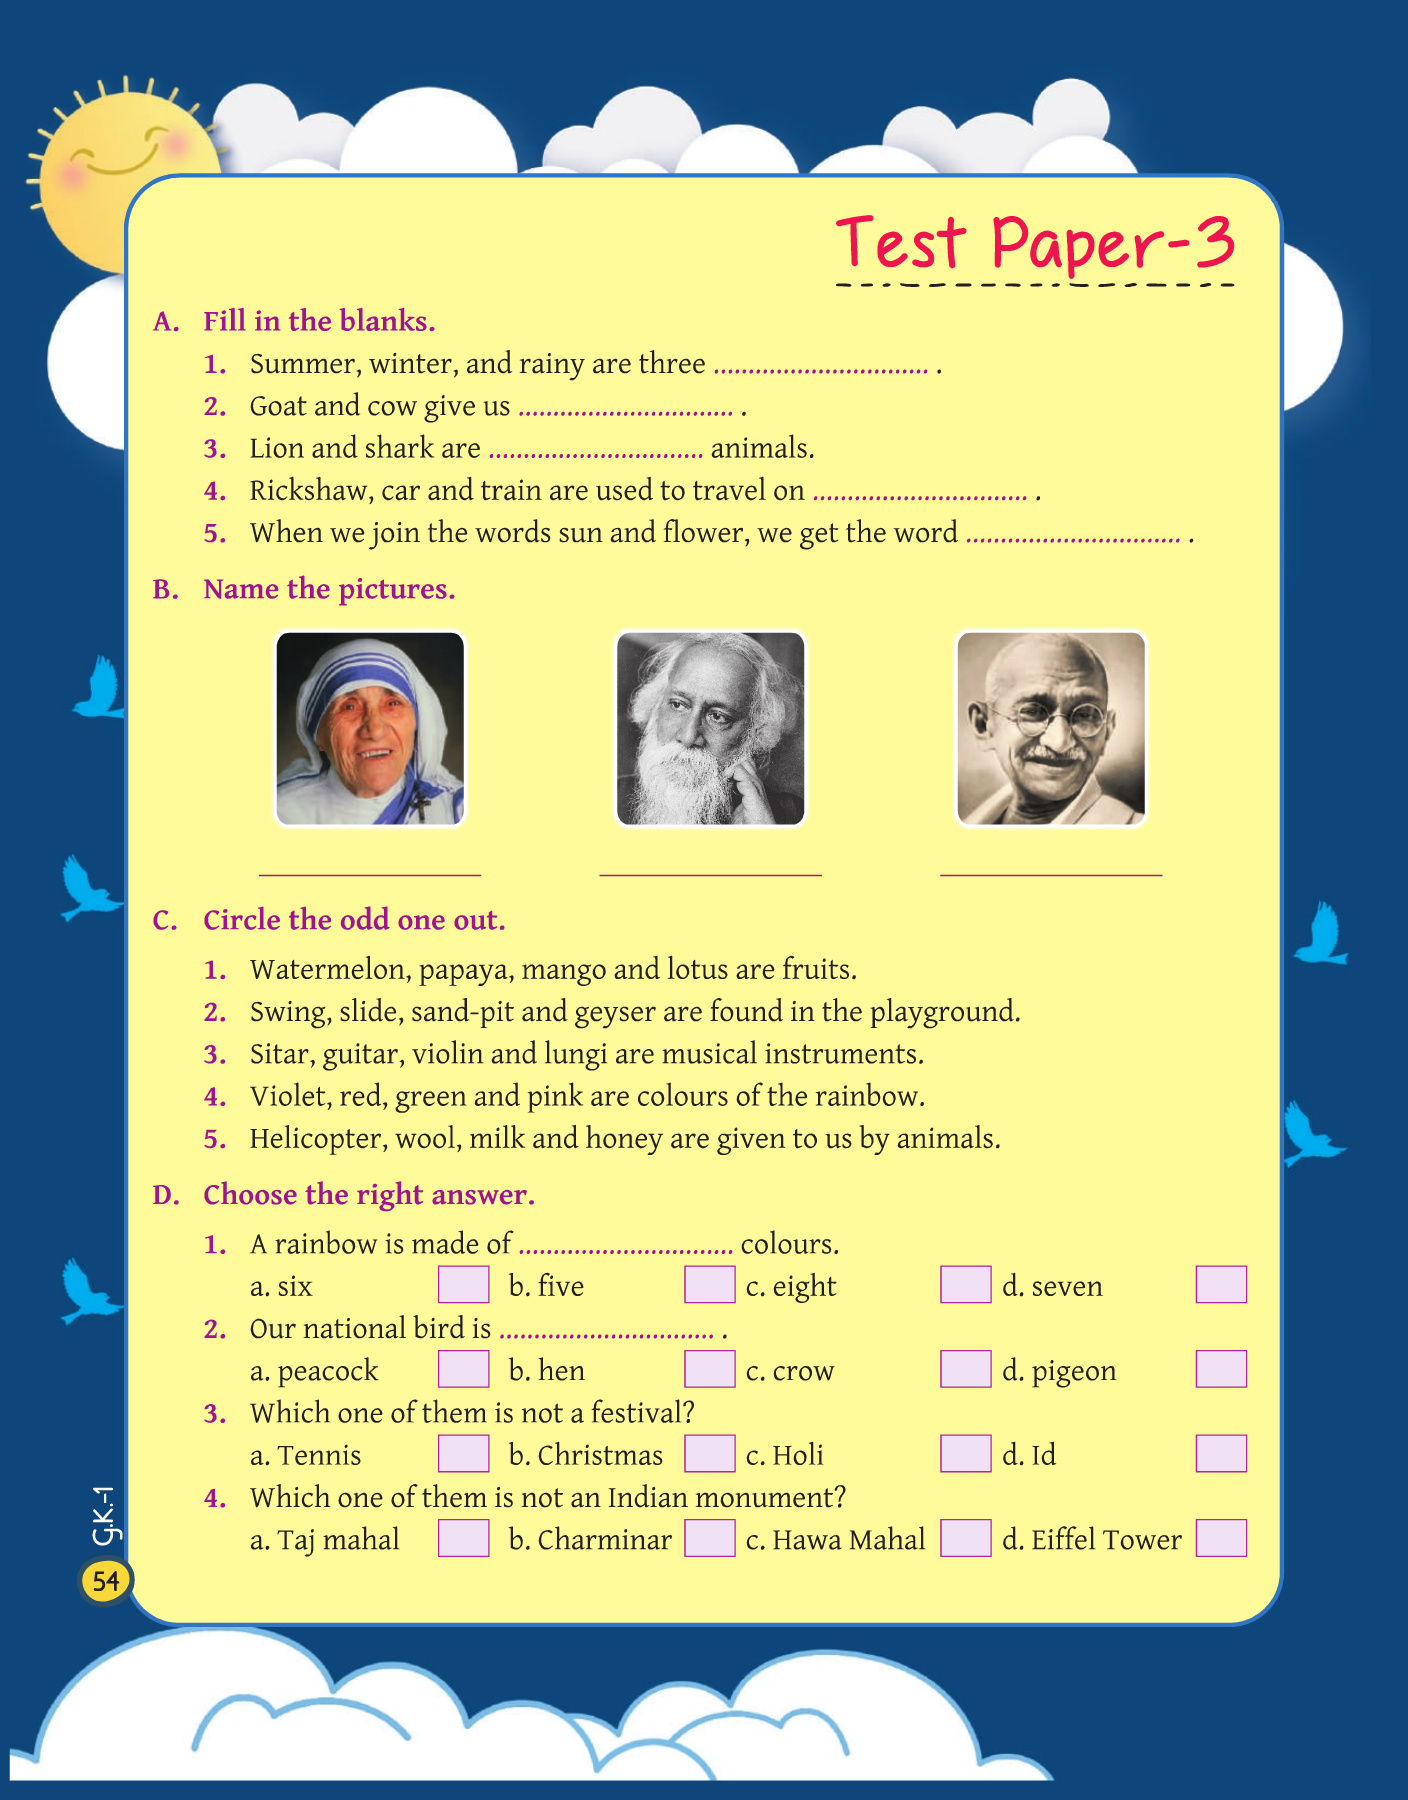 Test Paper-3
A. Fill in the blanks.
1. Summer, winter, and rainy are three ............................... .
2. Goat and cow give us ............................... .
3. Lion and shark are ............................... animals.
4. Rickshaw, car and train are used to travel on ............................... .
5. When we join the words sun and flower, we get the word ............................... .
B. Name the pictures.
C. Circle the odd one out.
1. Watermelon, papaya, mango and lotus are fruits.
2. Swing, slide, sand-pit and geyser are found in the playground.
3. Sitar, guitar, violin and lungi are musical instruments.
4. Violet, red, green and pink are colours of the rainbow.
5. Helicopter, wool, milk and honey are given to us by animals.
D. Choose the right answer.
1. A rainbow is made of ............................... colours.
a. six b. five c. eight d. seven
2. Our national bird is ............................... .
a. peacock b. hen c. crow d. pigeon
3. Which one of them is not a festival?
a. Tennis b. Christmas c. Holi d. Id
4. Which one of them is not an Indian monument?
a. Taj mahal b. Charminar c. Hawa Mahal d. Eiffel Tower
G.K.-1
54